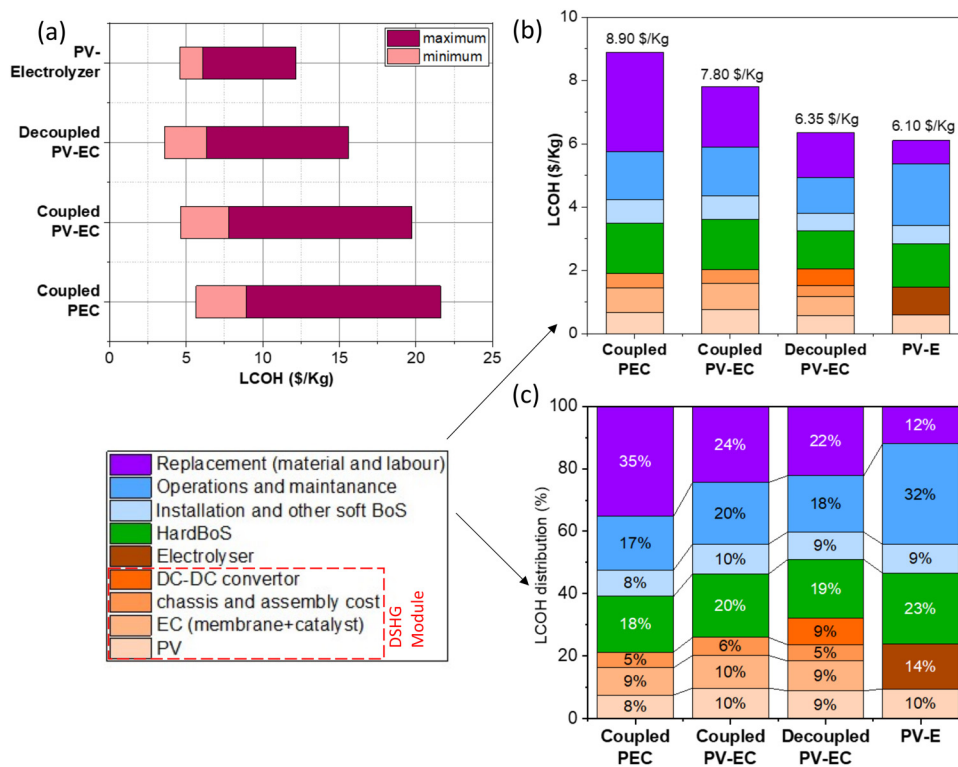 (a)
maximum
minimum
PV-
Electrolyzer
Decoupled
PV-EC
Coupled
PV-EC
Coupled
PEC
0 5 10 15 20 25
LCOH ($/Kg)
(b)
10
8
6
4
2
0
LCOH ($/Kg)
8.90 $/Kg
7.80 $/Kg
6.35 $/Kg
6.10 $/Kg
Coupled
PEC
Coupled
PV-EC
Decoupled
PV-EC
PV-E
Replacement (material and labour)
Operations and maintanance
Installation and other soft BoS
HardBoS
Electrolyser
DC-DC convertor
chassis and assembly cost
EC (membrane+catalyst)
PV
DSHG
Module
(c)
100
80
60
40
20
0
LCOH distribution (%)
35% 24% 22% 12%
17% 20% 18% 32%
8% 10% 9% 9%
18% 20% 19% 23%
9% 14%
5% 6% 5%
9% 10% 9%
8% 10% 9% 10%
Coupled
PEC
Coupled
PV-EC
Decoupled
PV-EC
PV-E